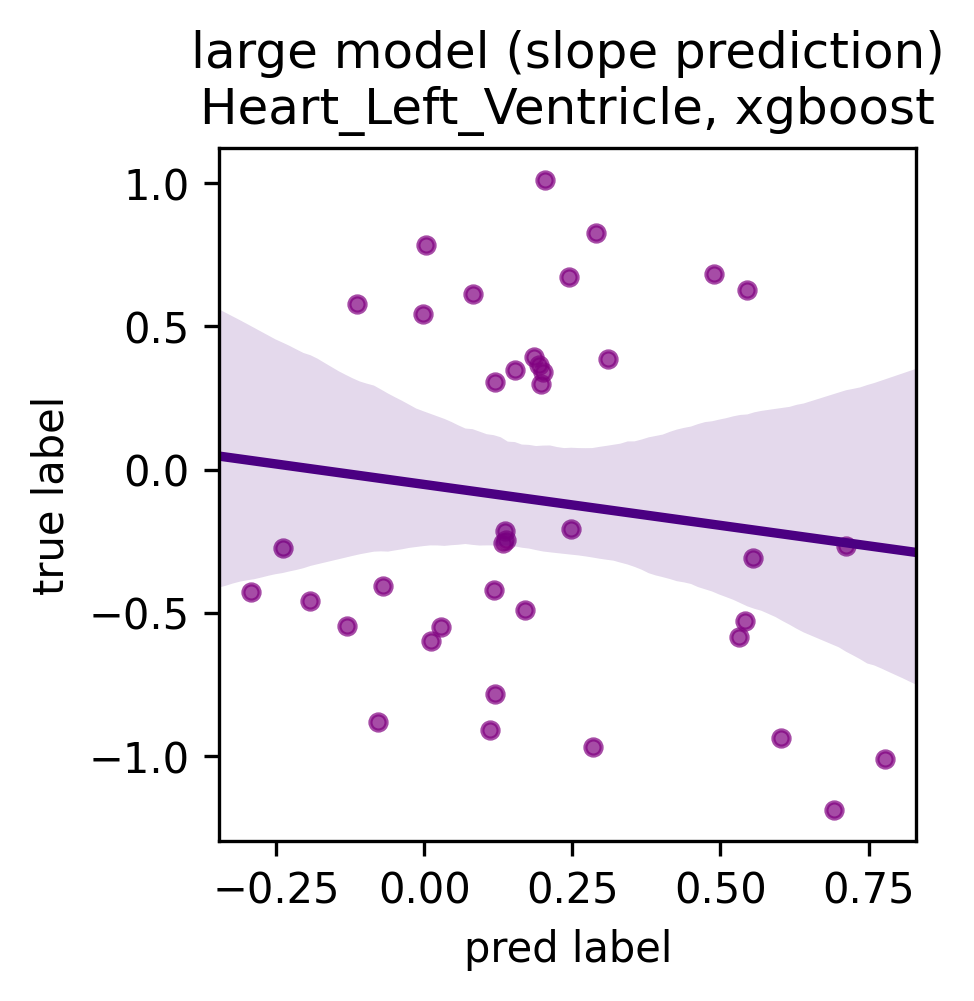 large model (slope prediction)
Heart_Left_Ventricle, xgboost
1.0
0.5
0.0
−0.5
−1.0
true label
−0.25 0.00 0.25 0.50 0.75
pred label